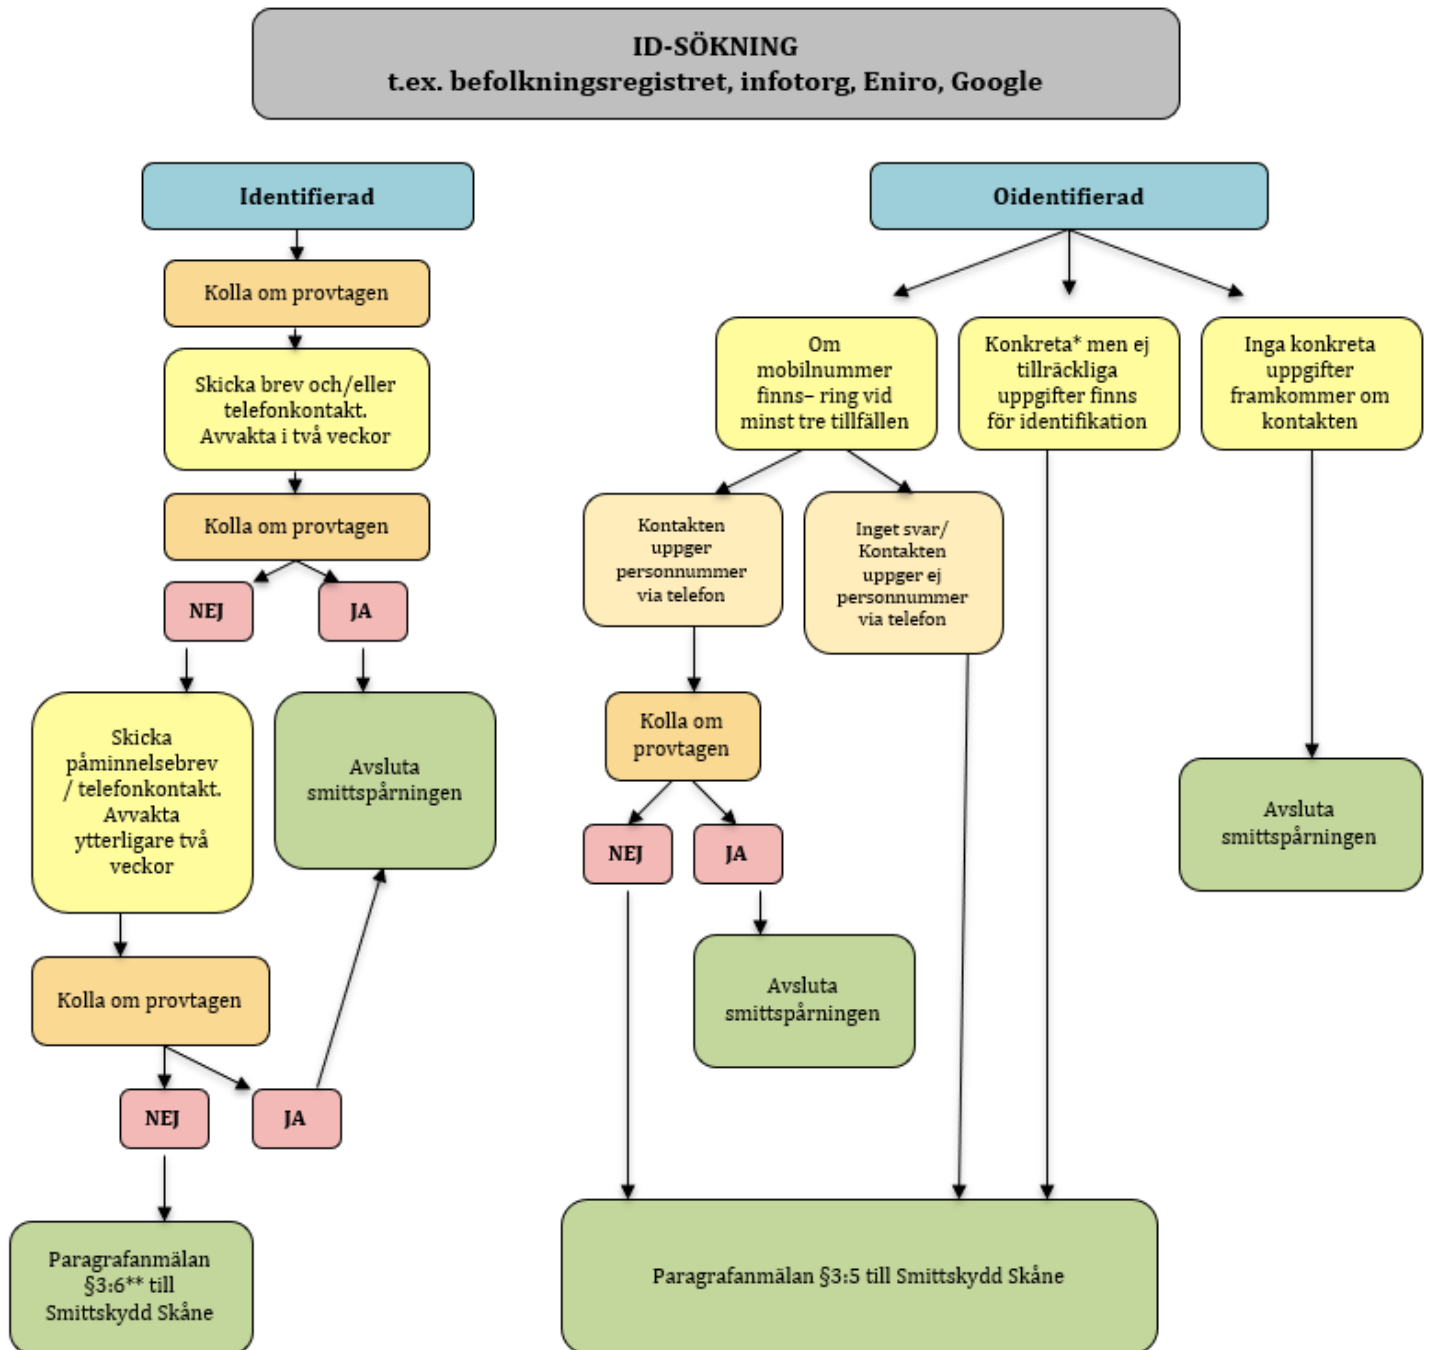 ID-SÖKNING
t.ex. befolkningsregistret, infotorg, Eniro, Google
Identifierad
Kolla om provtagen
Skicka brev och/eller
telefonkontakt.
Avvakta i två veckor
Kolla om provtagen
NEJ
JA
Skicka
påminnelsebrev
/ telefonkontakt.
Avvakta
ytterligare två
veckor
Avsluta
smittspårningen
Kolla om provtagen
NEJ
JA
Paragrafanmälan
§3:6** till
Smittskydd Skåne
Oidentifierad
Om
mobilnummer
finns– ring vid
minst tre tillfällen
Konkreta* men ej
tillräckliga
uppgifter finns
för identifikation
Inga konkreta
uppgifter
framkommer om
kontakten
Kontakten
uppger
personnummer
via telefon
Inget svar/
Kontakten
uppger ej
personnummer
via telefon
Kolla om
provtagen
NEJ
JA
Avsluta
smittspårningen
Avsluta
smittspårningen
Paragrafanmälan §3:5 till Smittskydd Skåne